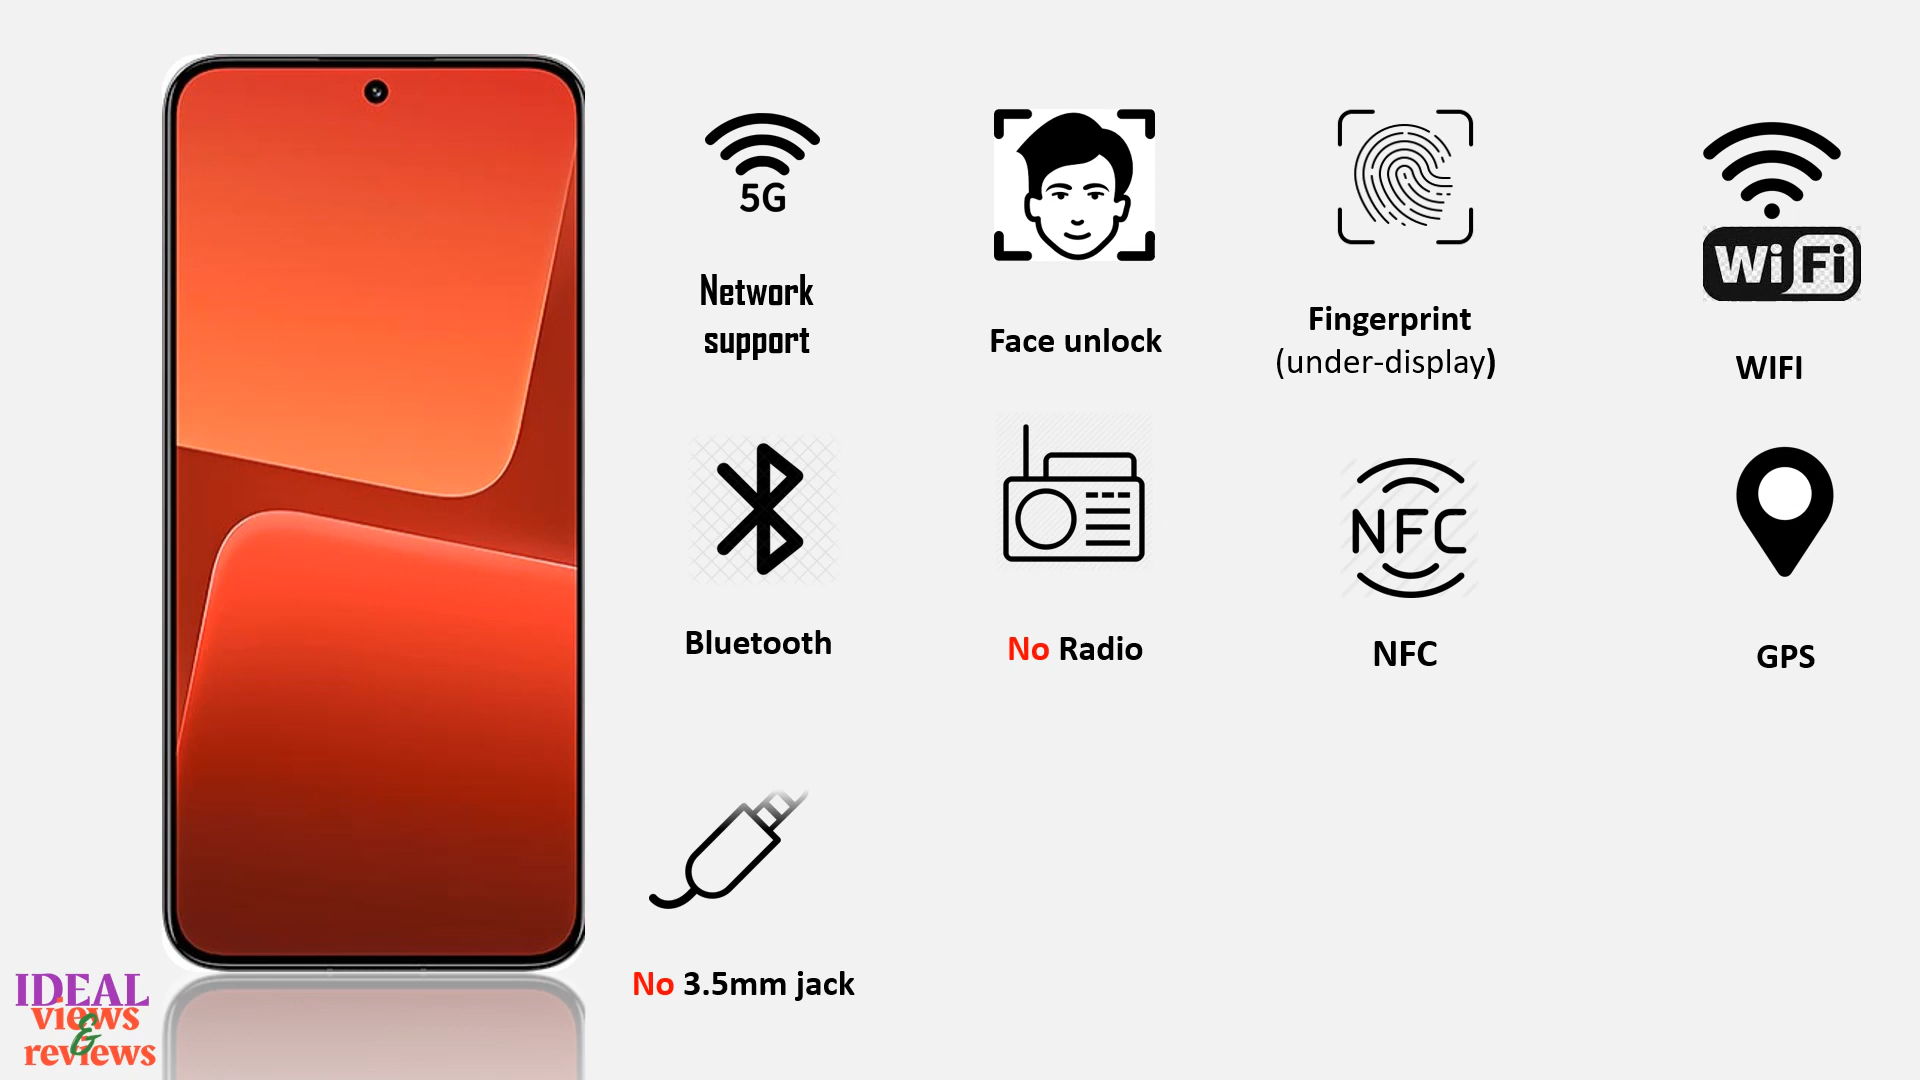 5G
Network
support
Face unlock
Fingerprint
(under-display)
WiFi
WIFI
Bluetooth
No Radio
NFC
NFC
GPS
No 3.5mm jack
IDEAL
views
&
reviews